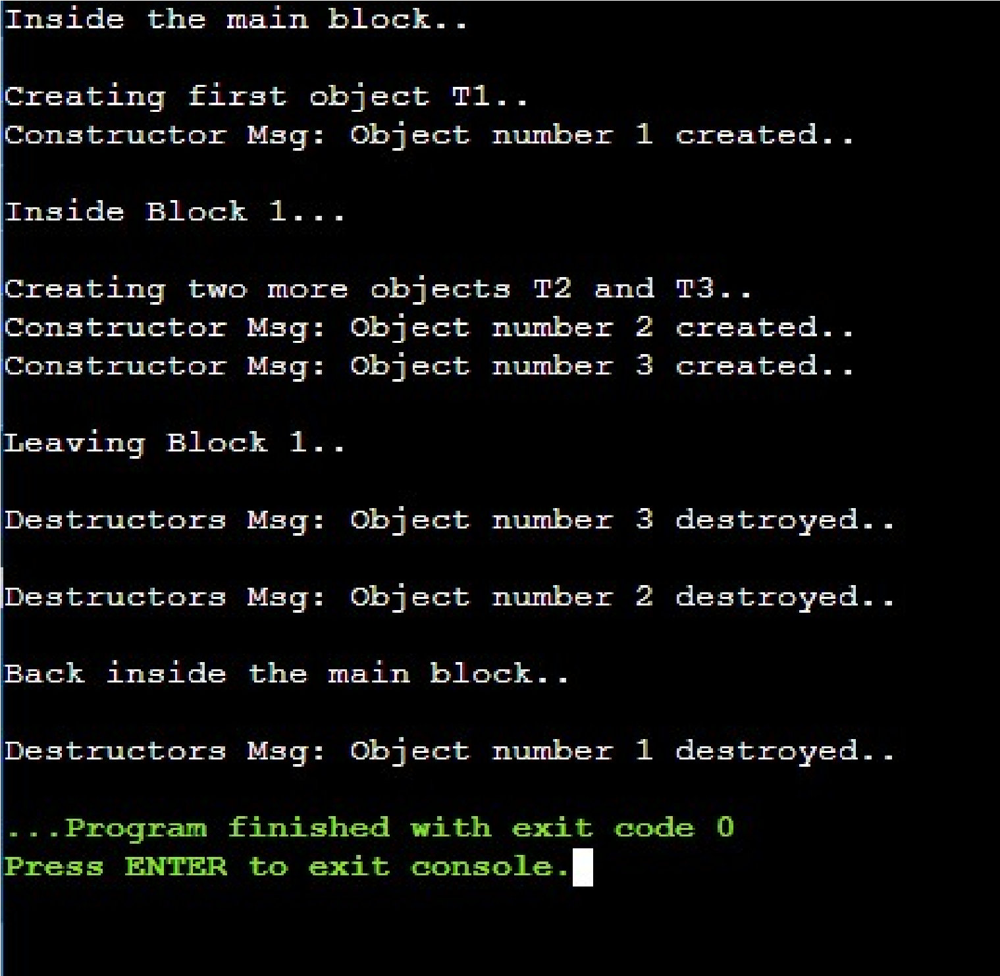 Inside the main block..
Creating first object T1..
Constructor Msg: Object number 1 created..
Inside Block 1...
Creating two more objects T2 and T3..
Constructor Msg: Object number 2 created..
Constructor Msg: Object number 3 created..
Leaving Block 1..
Destructors Msg: Object number 3 destroyed..
Destructors Msg: Object number 2 destroyed..
Back inside the main block..
Destructors Msg: Object number 1 destroyed..
...Program finished with exit code 0
Press ENTER to exit console.